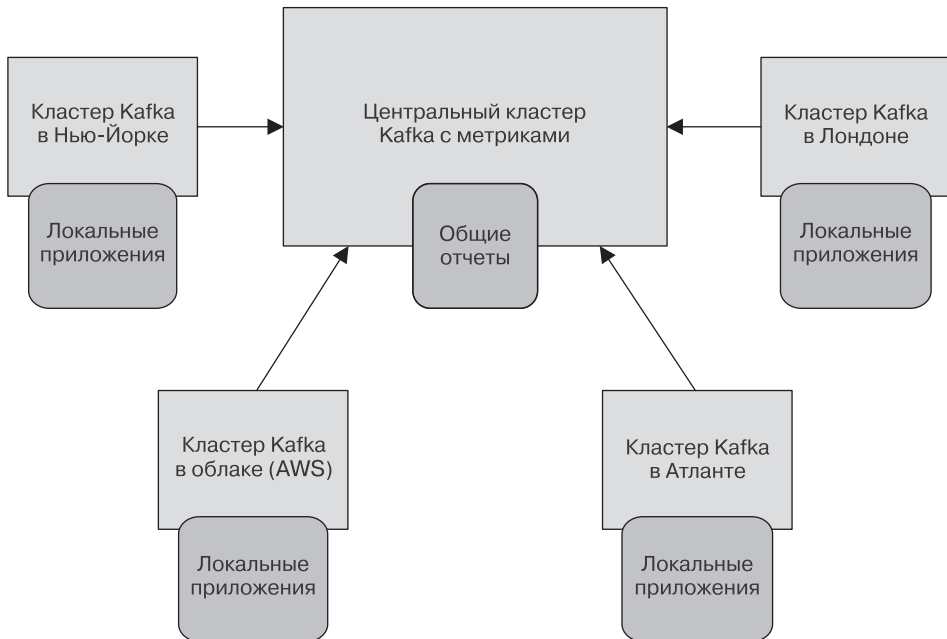 Кластер Kafka
в Нью-Йорке
Локальные
приложения
Центральный кластер
Kafka с метриками
Общие
отчеты
Кластер Kafka
в Лондоне
Локальные
приложения
Кластер Kafka
в облаке (AWS)
Локальные
приложения
Кластер Kafka
в Атланте
Локальные
приложения